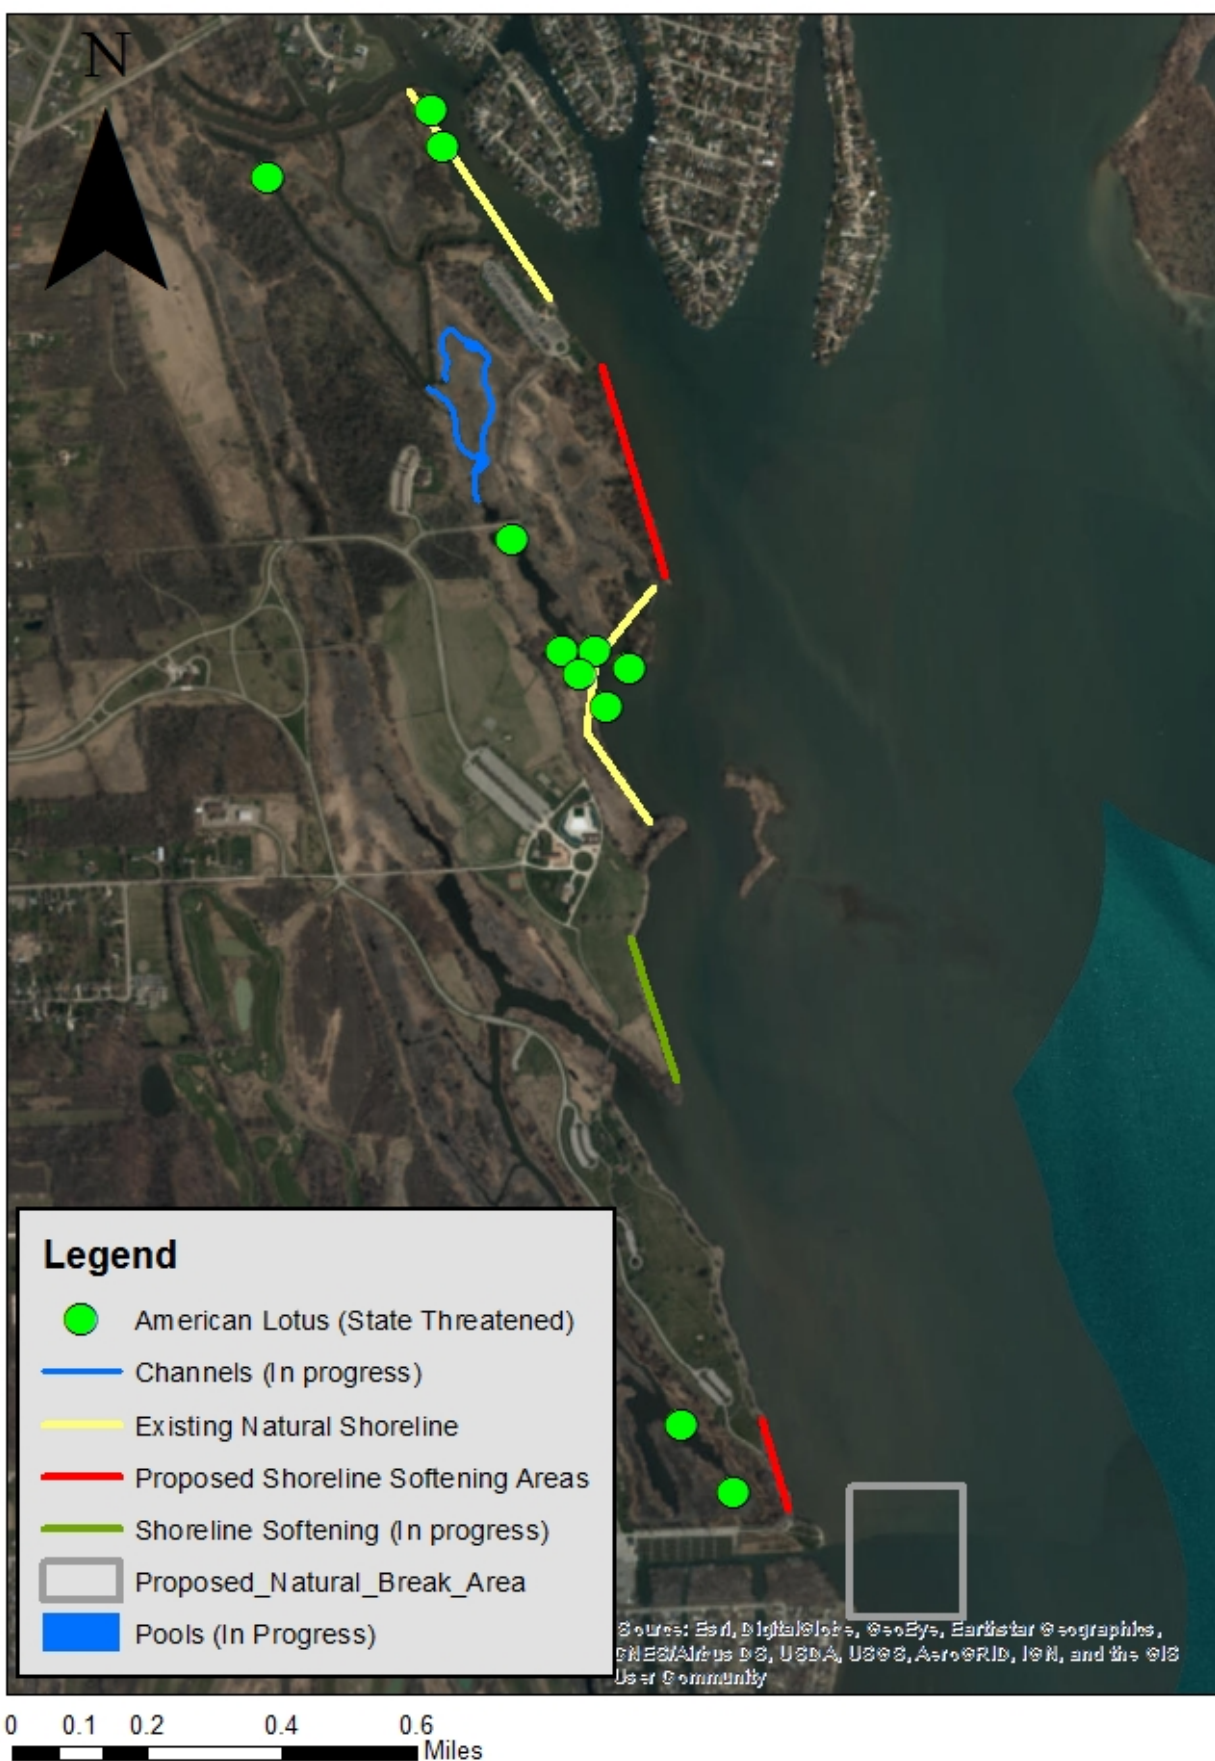 N
Legend
American Lotus (State Threatened)
Channels (In progress)
Existing Natural Shoreline
Proposed Shoreline Softening Areas
Shoreline Softening (In progress)
Proposed_Natural_Break_Area
Pools (In Progress)
Source: Esri, DigitalGlobe, GeoEye, Earthstar Geographics,
CNES/Airbus DS, USDA, USGS, AeroGRID, IGN, and the GIS
User Community
0 0.1 0.2 0.4 0.6
Miles